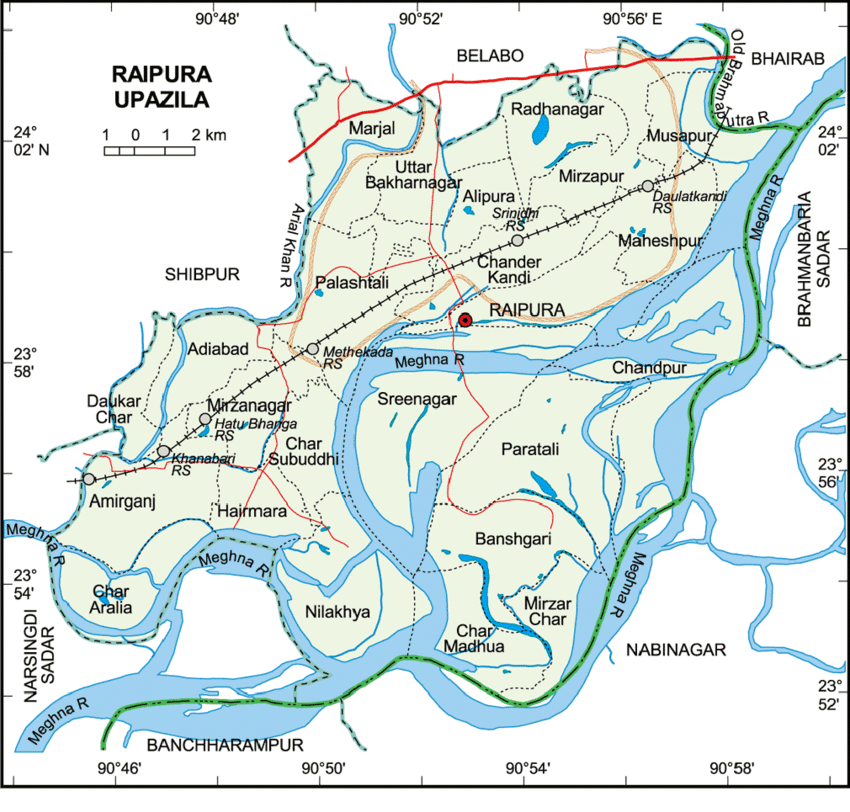 90°48'
90°52'
90°56' E
RAIPURA
UPAZILA
1 0 1 2 km
BELABO
BHAIRAB
Old Brahmaputra R
24°
02' N
24°
02'
Marjal
Radhanagar
Musapur
Uttar
Bakharnagar
Mirzapur
Alipura
Srinidhi
RS
Daulatkandi
RS
Meghna R
Arial Khan R
Maheshpur
BRAHMANBARIA
SADAR
SHIBPUR
Chander
Kandi
Palashtali
RAIPURA
Adiabad
Methekada
RS
Meghna R
Chandpur
23°
58'
Daukar
Char
Mirzanagar
Hatu Bhanga
RS
Sreenagar
Khanabari
RS
Char
Subuddhi
Paratali
23°
56'
Amirganj
Hairmara
Meghna R
Banshgari
Meghna R
Meghna R
23°
54'
Char
Aralia
Nilakhya
Mirzar
Char
Char
Madhua
NARSINGDI
SADAR
NABINAGAR
23°
52'
Meghna R
BANCHHARAMPUR
90°46'
90°50'
90°54'
90°58'